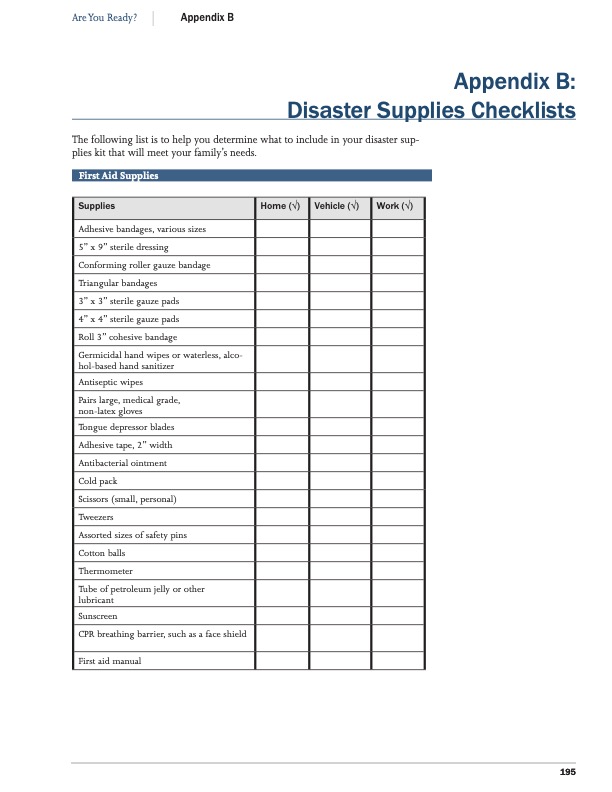 Are You Ready? Appendix B
Appendix B:
Disaster Supplies Checklists
The following list is to help you determine what to include in your disaster sup-
plies kit that will meet your family's needs.
First Aid Supplies
Supplies Home (√) Vehicle (√) Work (√)
Adhesive bandages, various sizes
5" x 9" sterile dressing
Conforming roller gauze bandage
Triangular bandages
3" x 3" sterile gauze pads
4" x 4" sterile gauze pads
Roll 3" cohesive bandage
Germicidal hand wipes or waterless, alco-
hol-based hand sanitizer
Antiseptic wipes
Pairs large, medical grade,
non-latex gloves
Tongue depressor blades
Adhesive tape, 2" width
Antibacterial ointment
Cold pack
Scissors (small, personal)
Tweezers
Assorted sizes of safety pins
Cotton balls
Thermometer
Tube of petroleum jelly or other
lubricant
Sunscreen
CPR breathing barrier, such as a face shield
First aid manual
195